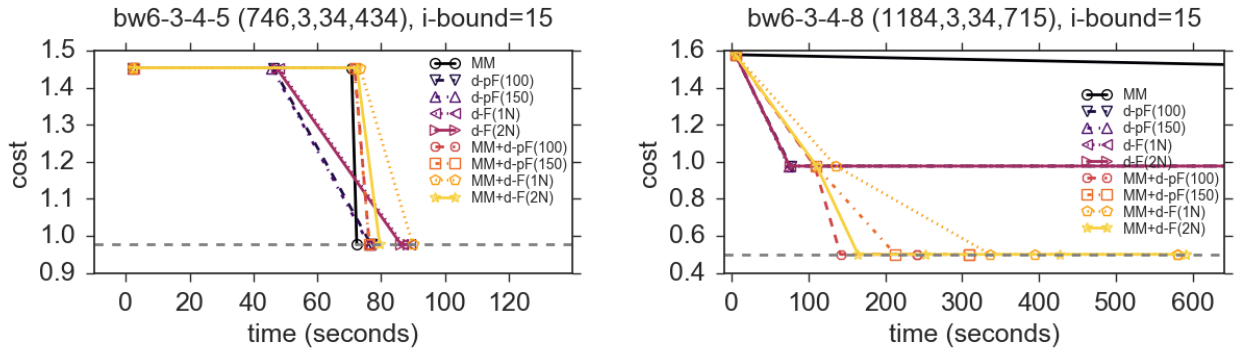 bw6-3-4-5 (746,3,34,434), i-bound=15
1.5
1.4
1.3
1.2
1.1
1.0
0.9
cost
0 20 40 60 80 100 120
time (seconds)
MM
d-pF(100)
d-pF(150)
d-F(1N)
d-F(2N)
MM+d-pF(100)
MM+d-pF(150)
MM+d-F(1N)
MM+d-F(2N)
bw6-3-4-8 (1184,3,34,715), i-bound=15
1.6
1.4
1.2
1.0
0.8
0.6
0.4
cost
0 100 200 300 400 500 600
time (seconds)
MM
d-pF(100)
d-pF(150)
d-F(1N)
d-F(2N)
MM+d-pF(100)
MM+d-pF(150)
MM+d-F(1N)
MM+d-F(2N)